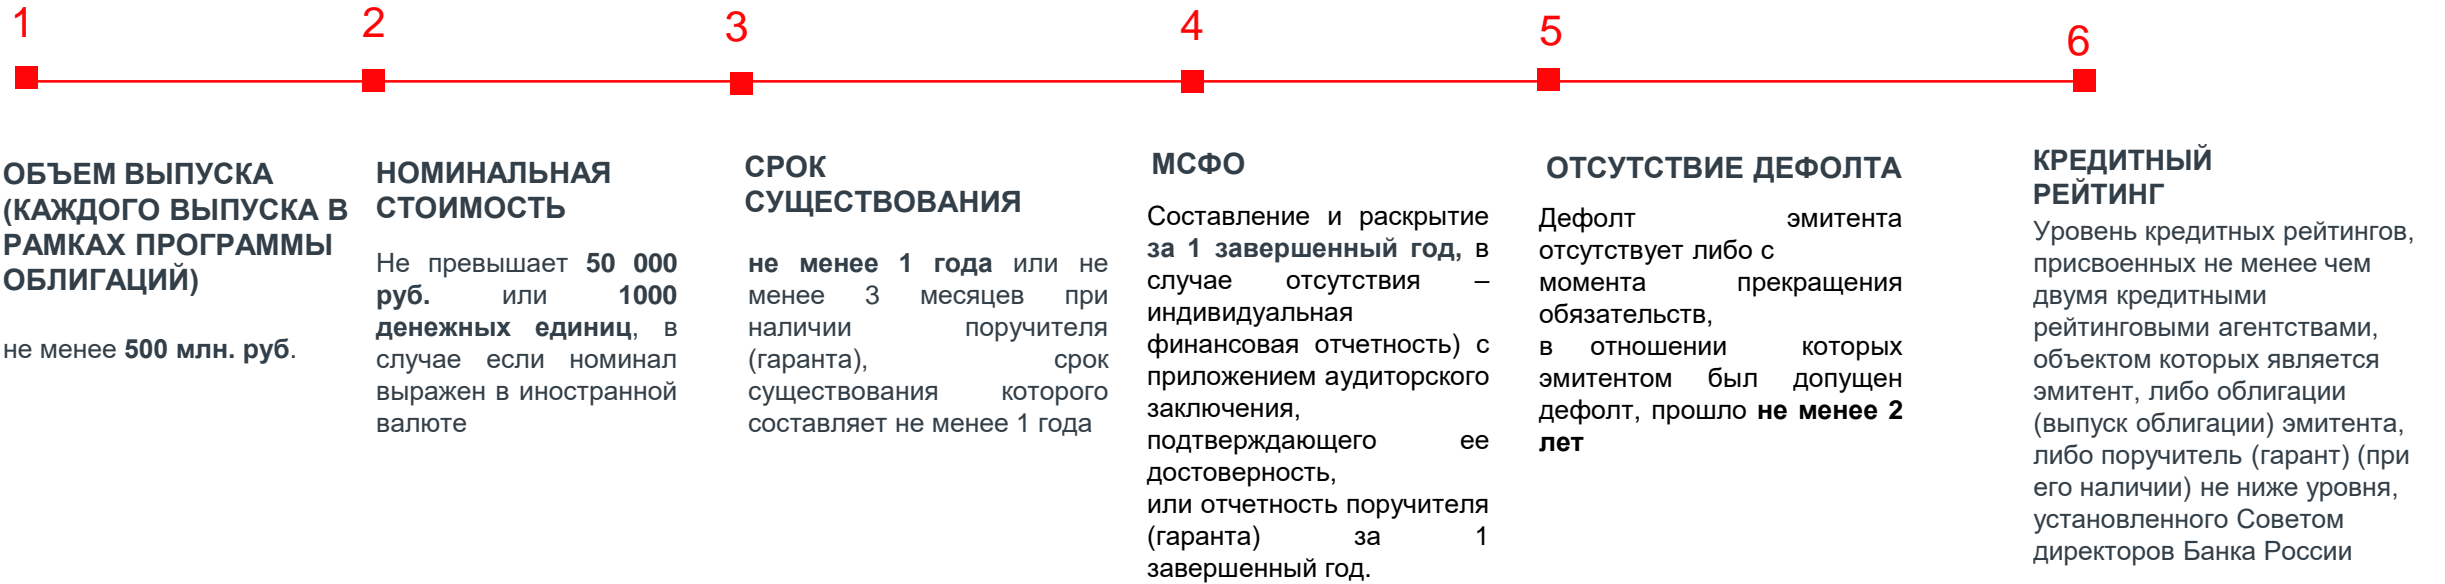 1
2
3
4
5
6
ОБЪЕМ ВЫПУСКА
(КАЖДОГО ВЫПУСКА В
РАМКАХ ПРОГРАММЫ
ОБЛИГАЦИЙ)
не менее 500 млн. руб.
НОМИНАЛЬНАЯ
СТОИМОСТЬ
Не превышает 50 000
руб. или 1000
денежных единиц, в
случае если номинал
выражен в иностранной
валюте
СРОК
СУЩЕСТВОВАНИЯ
не менее 1 года или не
менее 3 месяцев при
наличии поручителя
(гаранта), срок
существования которого
составляет не менее 1 года
МСФО
Составление и раскрытие
за 1 завершенный год, в
случае отсутствия –
индивидуальная
финансовая отчетность) с
приложением аудиторского
заключения,
подтверждающего ее
достоверность,
или отчетность поручителя
(гаранта) за 1
завершенный год.
ОТСУТСТВИЕ ДЕФОЛТА
Дефолт эмитента
отсутствует либо с
момента прекращения
обязательств,
в отношении которых
эмитентом был допущен
дефолт, прошло не менее 2
лет
КРЕДИТНЫЙ
РЕЙТИНГ
Уровень кредитных рейтингов,
присвоенных не менее чем
двумя кредитными
рейтинговыми агентствами,
объектом которых является
эмитент, либо облигации
(выпуск облигации) эмитента,
либо поручитель (гарант) (при
его наличии) не ниже уровня,
установленного Советом
директоров Банка России